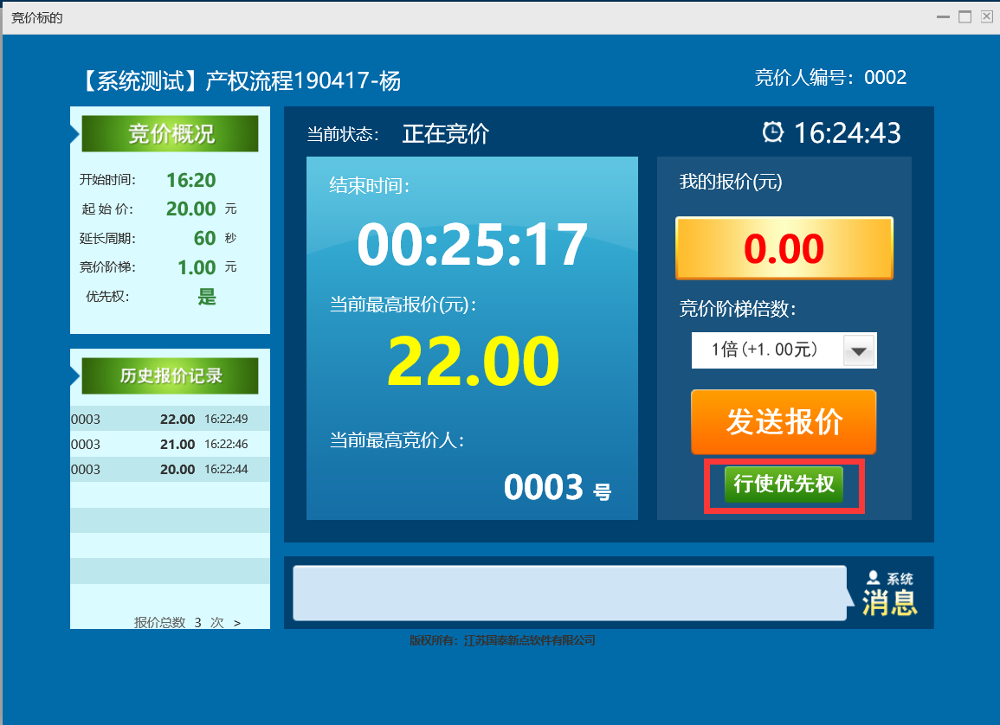 竞价标的
【系统测试】产权流程190417-杨
竞价人编号：0002
竞价概况
开始时间： 16:20
起 始 价： 20.00 元
延长周期： 60 秒
竞价阶梯： 1.00 元
优先权： 是
历史报价记录
0003 22.00 16:22:49
0003 21.00 16:22:46
0003 20.00 16:22:44
报价总数 3 次 >
当前状态： 正在竞价
16:24:43
结束时间：
00:25:17
当前最高报价(元)：
22.00
当前最高竞价人：
0003 号
我的报价(元)
0.00
竞价阶梯倍数：
1倍(+1.00元)
发送报价
行使优先权
系统
消息
版权所有：江苏国泰新点软件有限公司